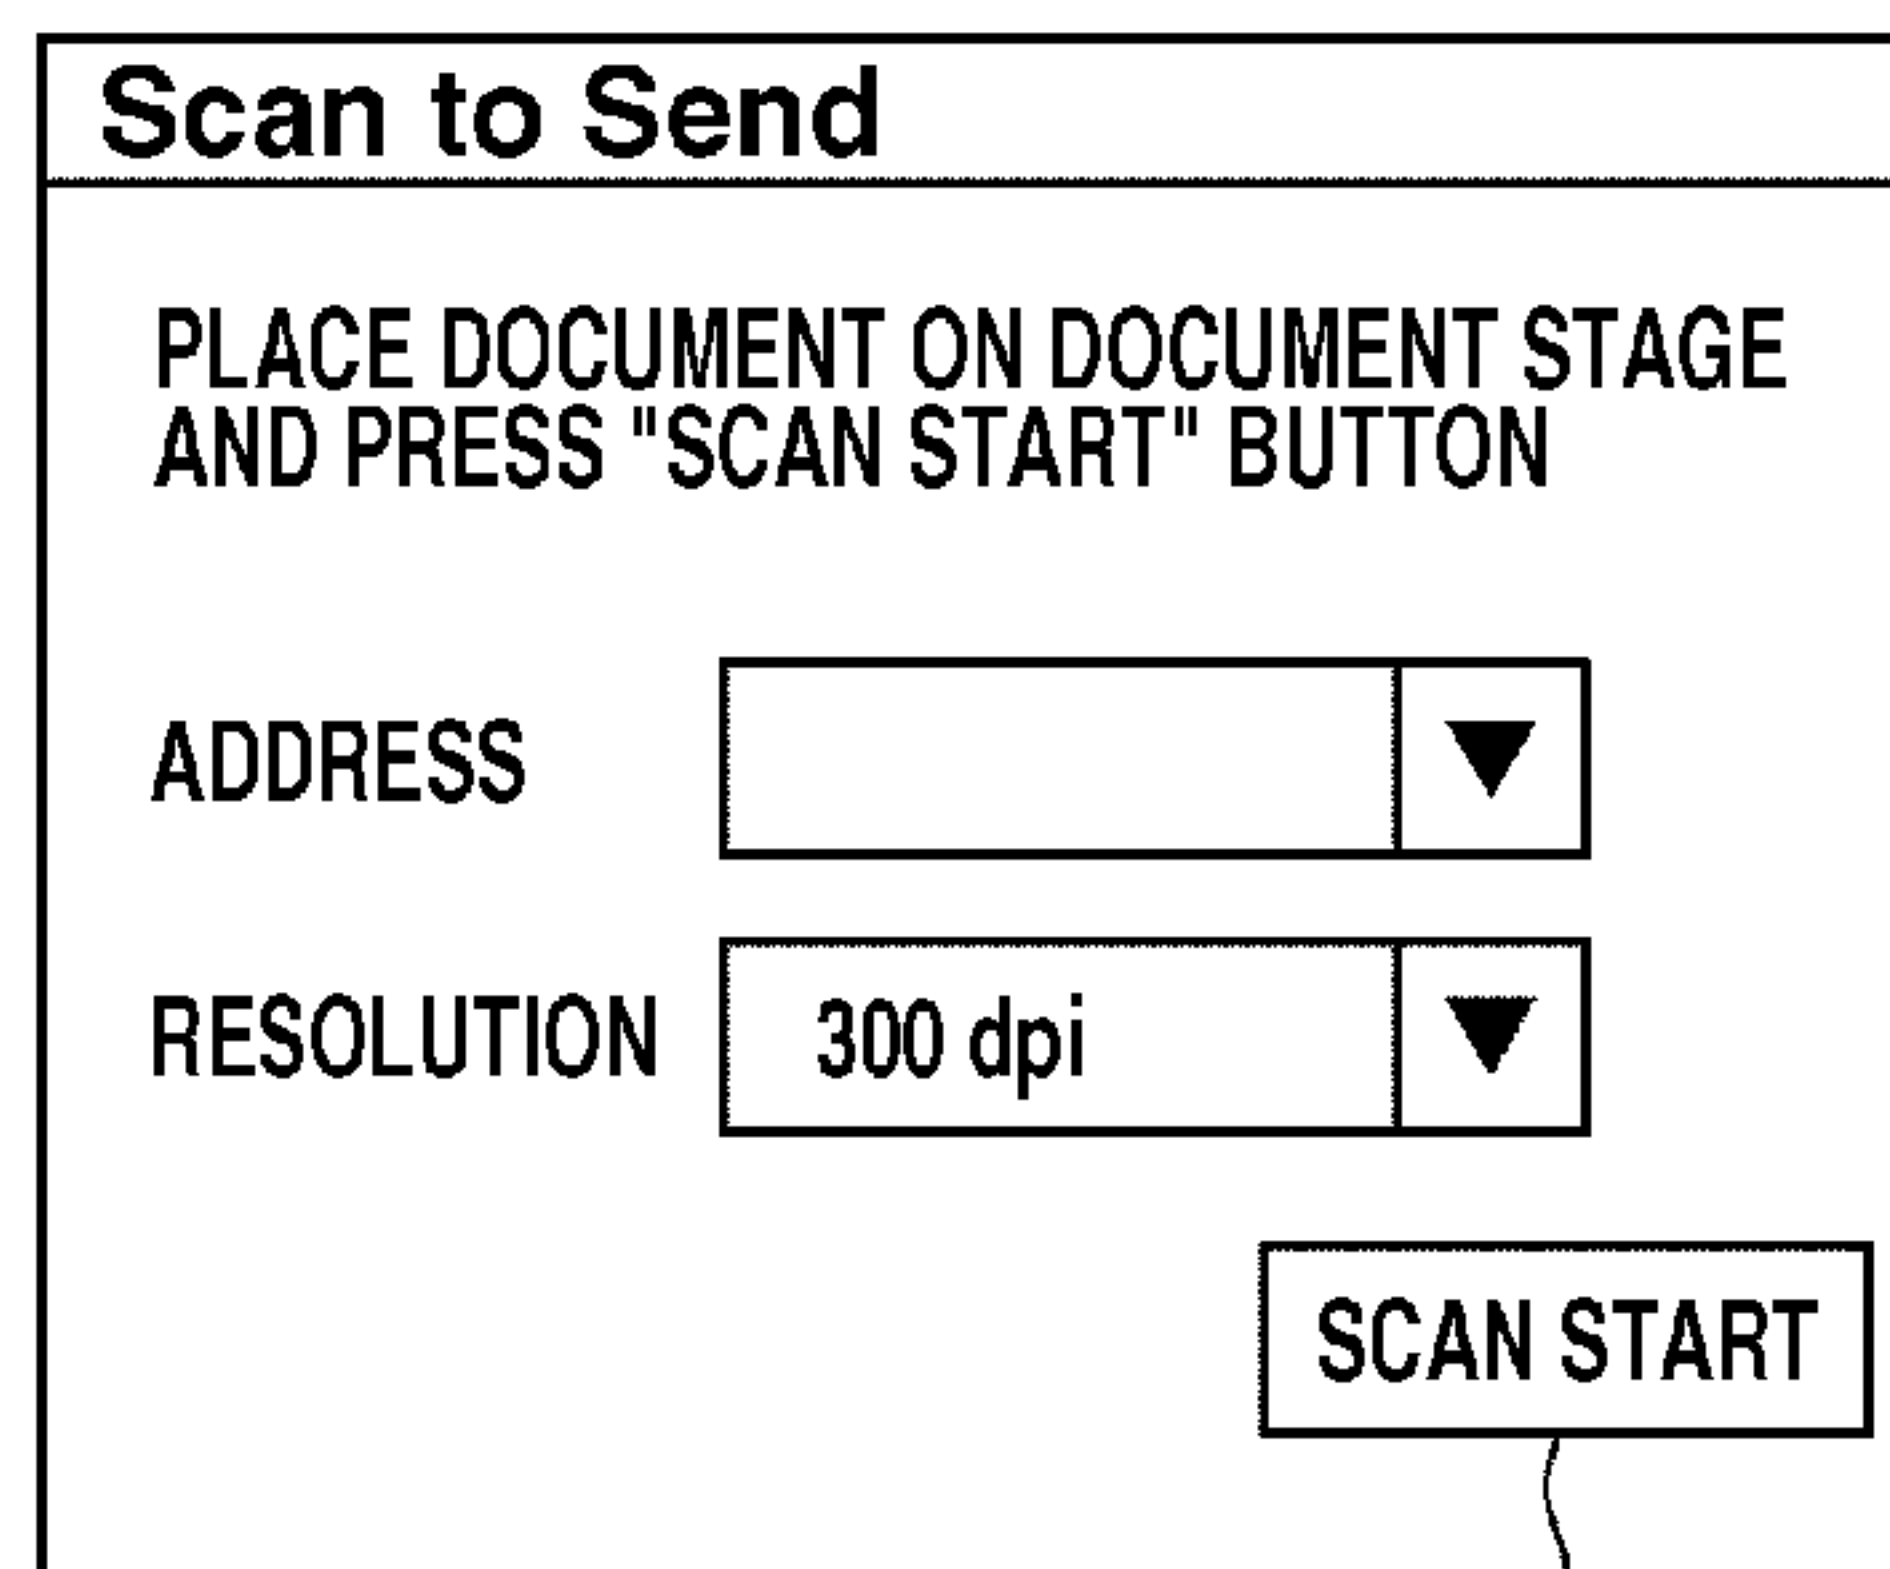 Scan to Send
PLACE DOCUMENT ON DOCUMENT STAGE
AND PRESS "SCAN START" BUTTON
ADDRESS
RESOLUTION 300 dpi
SCAN START